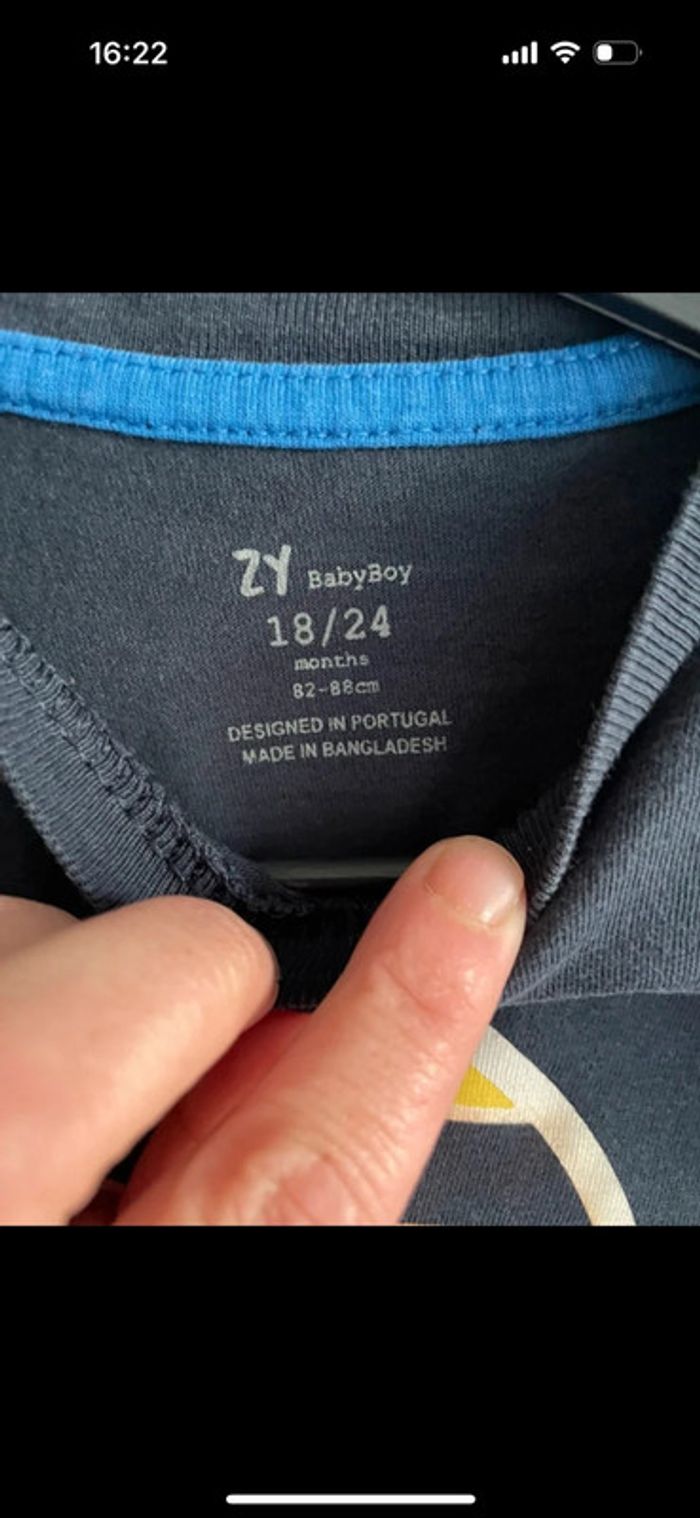 16:22
ZY BabyBoy
18/24
months
82-88cm
DESIGNED IN PORTUGAL
MADE IN BANGLADESH